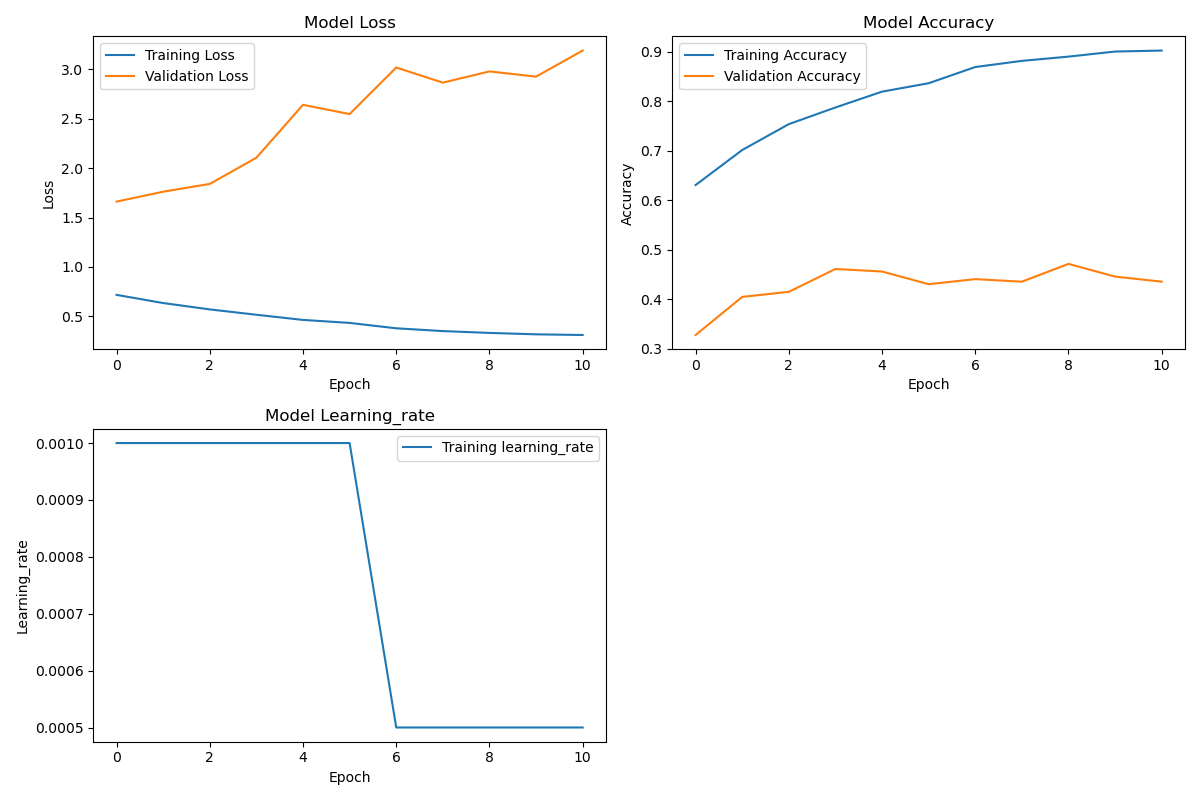 Model Loss
Training Loss
Validation Loss
3.0
2.5
2.0
1.5
1.0
0.5
Loss
0 2 4 6 8 10
Epoch
Model Accuracy
Training Accuracy
Validation Accuracy
0.9
0.8
0.7
0.6
0.5
0.4
0.3
Accuracy
0 2 4 6 8 10
Epoch
Model Learning_rate
Training learning_rate
0.0010
0.0009
0.0008
0.0007
0.0006
0.0005
Learning_rate
0 2 4 6 8 10
Epoch